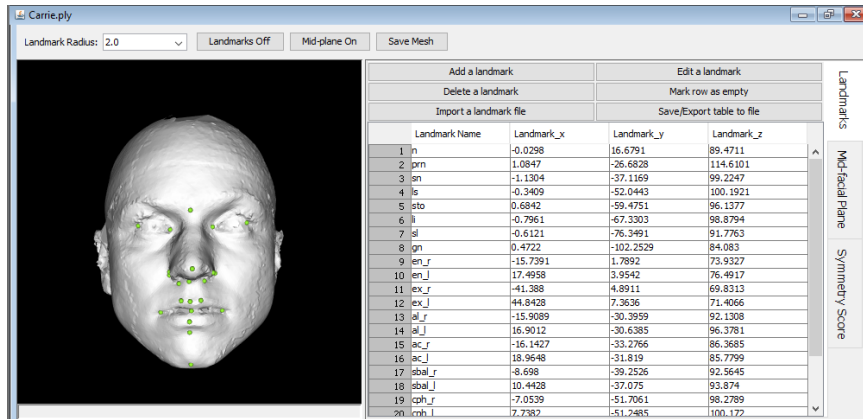 Carrie.ply
Landmark Radius: 2.0 Landmarks Off Mid-plane On Save Mesh
Add a landmark Edit a landmark
Delete a landmark Mark row as empty
Import a landmark file Save/Export table to file
Landmark Name Landmark_x Landmark_y Landmark_z
1 n -0.0298 16.6791 89.4711
2 prn 1.0847 -26.6828 114.6101
3 sn -1.1304 -37.1169 99.2247
4 ls -0.3409 -52.0443 100.1921
5 sto 0.6842 -59.4751 96.1377
6 li -0.7961 -67.3303 98.8794
7 sl -0.6121 -76.3491 91.7763
8 gn 0.4722 -102.2529 84.083
9 en_r -15.7391 1.7892 73.9327
10 en_l 17.4958 3.9542 76.4917
11 ex_r -41.388 4.8911 69.8313
12 ex_l 44.8428 7.3636 71.4066
13 al_r -15.9089 -30.3959 92.1308
14 al_l 16.9012 -30.6385 96.3781
15 ac_r -16.1427 -33.2766 86.3685
16 ac_l 18.9648 -31.819 85.7799
17 sbal_r -8.698 -39.2526 92.5645
18 sbal_l 10.4428 -37.075 93.874
19 cph_r -7.0539 -51.7061 98.2789
20 cph_l 7.7382 -51.2485 100.172
Landmarks
Mid-facial Plane
Symmetry Score